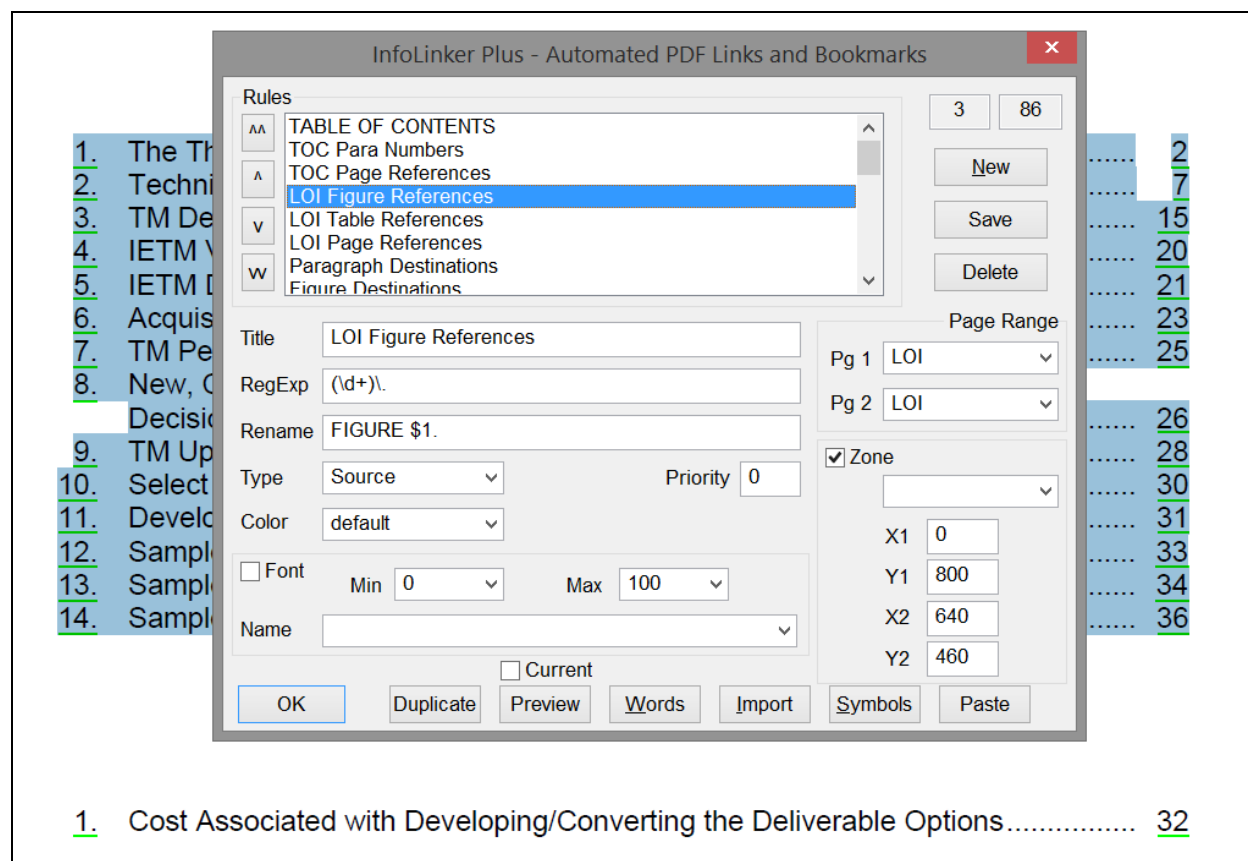 InfoLinker Plus - Automated PDF Links and Bookmarks
Rules
^^
^
v
vv
TABLE OF CONTENTS
TOC Para Numbers
TOC Page References
LOI Figure References
LOI Table References
LOI Page References
Paragraph Destinations
Figure Destinations
3 86
New
Save
Delete
Title LOI Figure References
RegExp (\d+)\.
Rename FIGURE $1.
Type Source Priority 0
Color default
Font Min 0 Max 100
Name
Page Range
Pg 1 LOI
Pg 2 LOI
Zone
X1 0
Y1 800
X2 640
Y2 460
Current
OK Duplicate Preview Words Import Symbols Paste
1. The Th ...... 2
2. Techni ...... 7
3. TM De ...... 15
4. IETM ...... 20
5. IETM ...... 21
6. Acquis ...... 23
7. TM Pe ...... 25
8. New,
Decisi ...... 26
9. TM Up ...... 28
10. Select ...... 30
11. Develo ...... 31
12. Sampl ...... 33
13. Sampl ...... 34
14. Sampl ...... 36
1. Cost Associated with Developing/Converting the Deliverable Options................ 32